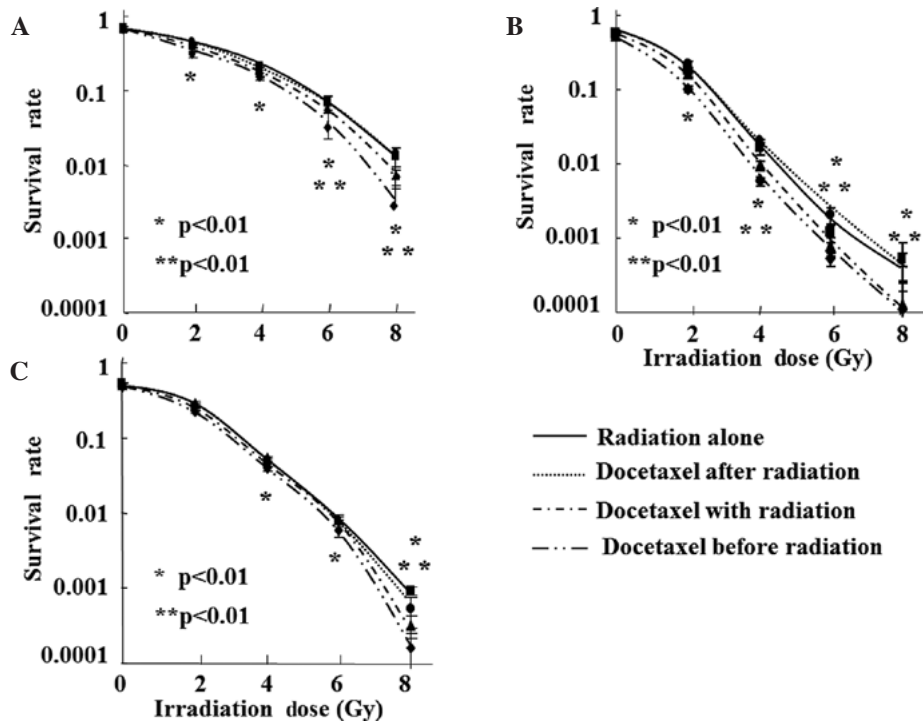 A
Survival rate
1
0.1
0.01
0.001
0.0001
0 2 4 6 8
*
*
*
* *
*
* *
* p<0.01
**p<0.01
B
Survival rate
1
0.1
0.01
0.001
0.0001
0 2 4 6 8
Irradiation dose (Gy)
*
*
* *
*
* *
*
* *
* p<0.01
**p<0.01
C
Survival rate
1
0.1
0.01
0.001
0.0001
0 2 4 6 8
Irradiation dose (Gy)
*
*
*
* *
* p<0.01
**p<0.01
Radiation alone
Docetaxel after radiation
Docetaxel with radiation
Docetaxel before radiation